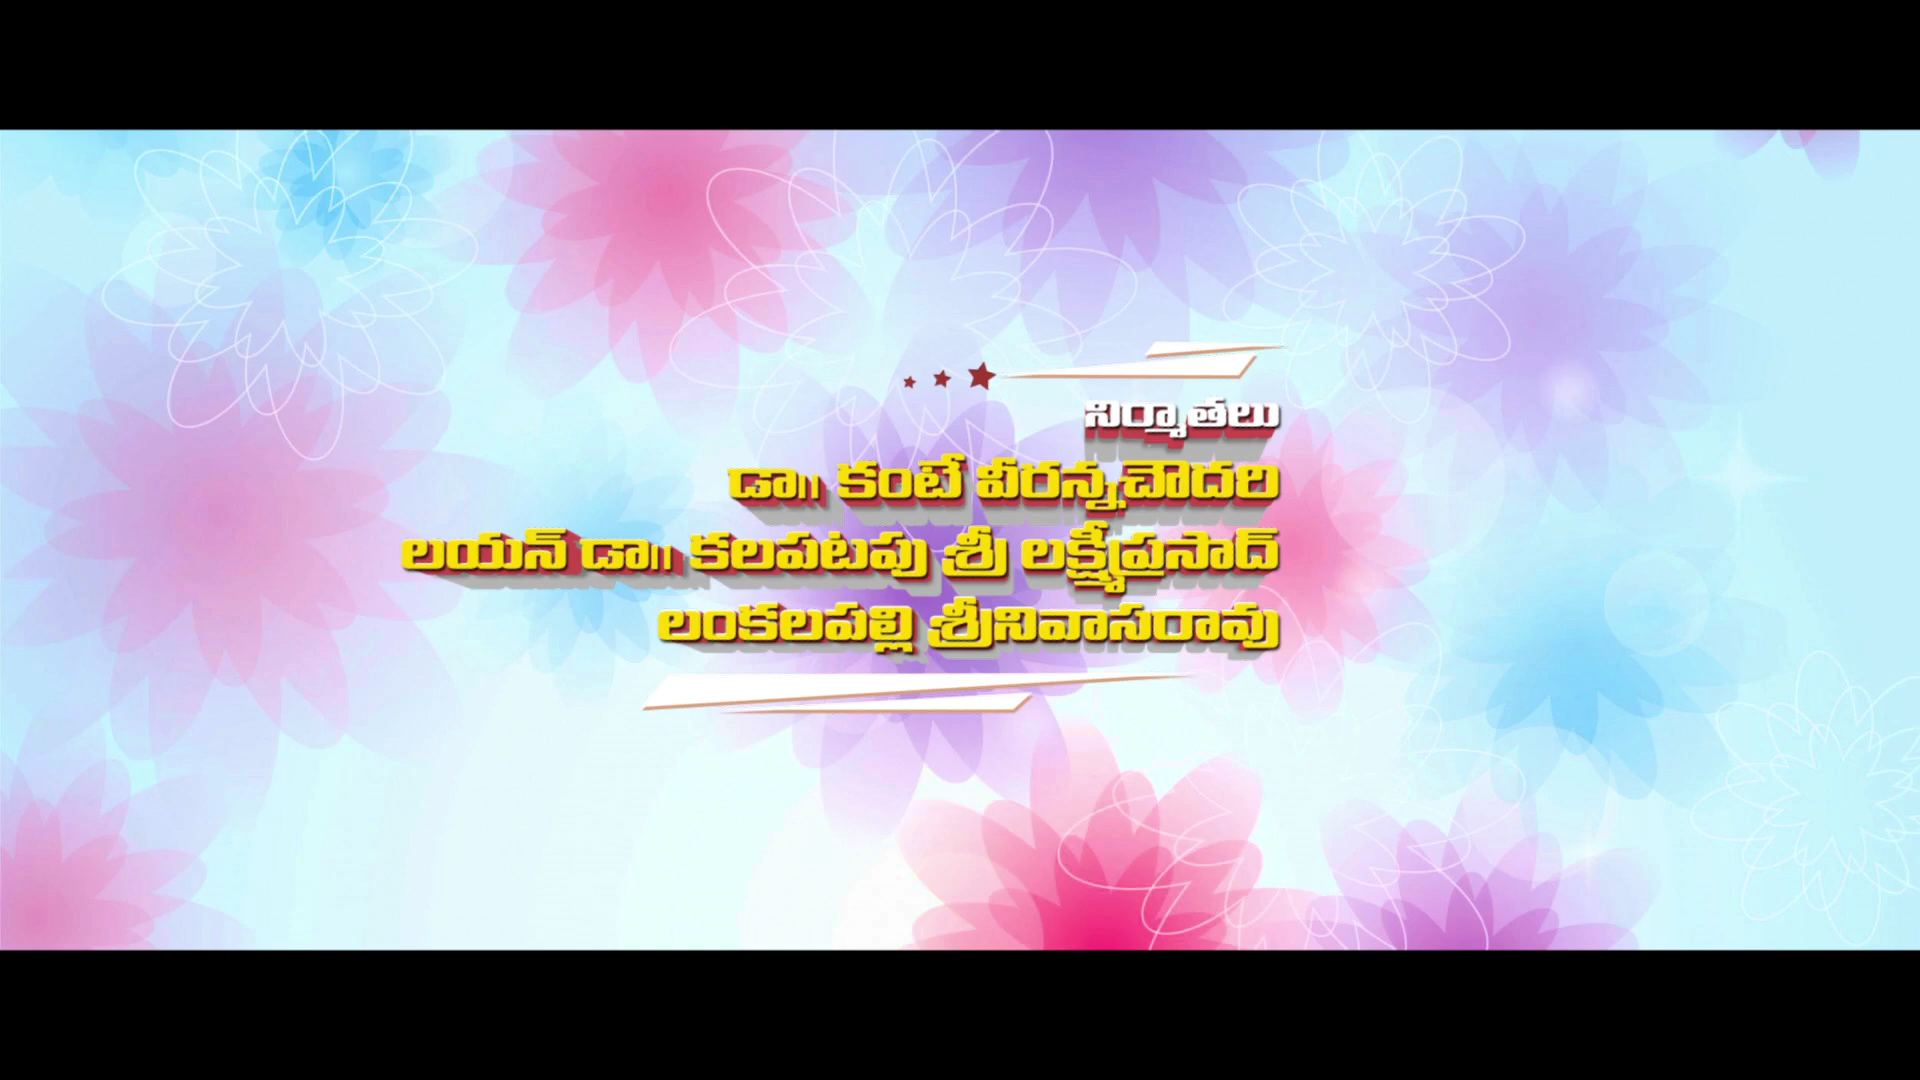 నిర్మాతలు
డా॥ కంటే వీరన్నచౌదరి
లయన్ డా॥ కలపటపు శ్రీ లక్ష్మీప్రసాద్
లంకలపల్లి శ్రీనివాసరావు